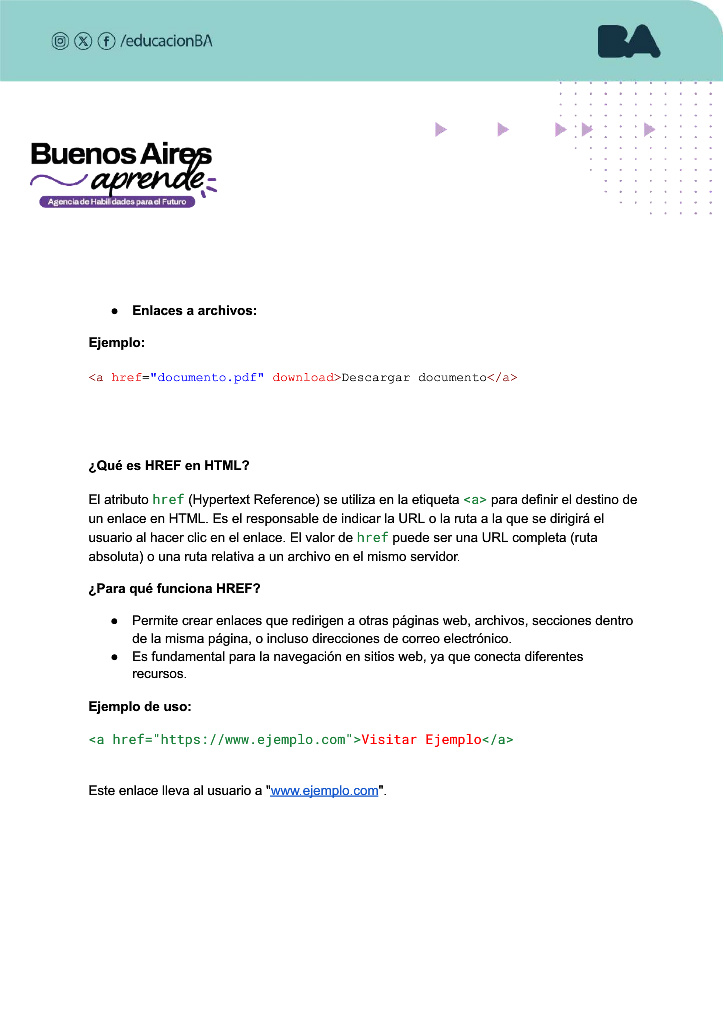 /educacionBA
BA
Buenos Aires
aprende
Agencia de Habilidades para el Futuro
● Enlaces a archivos:
Ejemplo:
<a href="documento.pdf" download>Descargar documento</a>
¿Qué es HREF en HTML?
El atributo href (Hypertext Reference) se utiliza en la etiqueta <a> para definir el destino de
un enlace en HTML. Es el responsable de indicar la URL o la ruta a la que se dirigirá el
usuario al hacer clic en el enlace. El valor de href puede ser una URL completa (ruta
absoluta) o una ruta relativa a un archivo en el mismo servidor.
¿Para qué funciona HREF?
● Permite crear enlaces que redirigen a otras páginas web, archivos, secciones dentro
de la misma página, o incluso direcciones de correo electrónico.
● Es fundamental para la navegación en sitios web, ya que conecta diferentes
recursos.
Ejemplo de uso:
<a href="https://www.ejemplo.com">Visitar Ejemplo</a>
Este enlace lleva al usuario a "www.ejemplo.com".